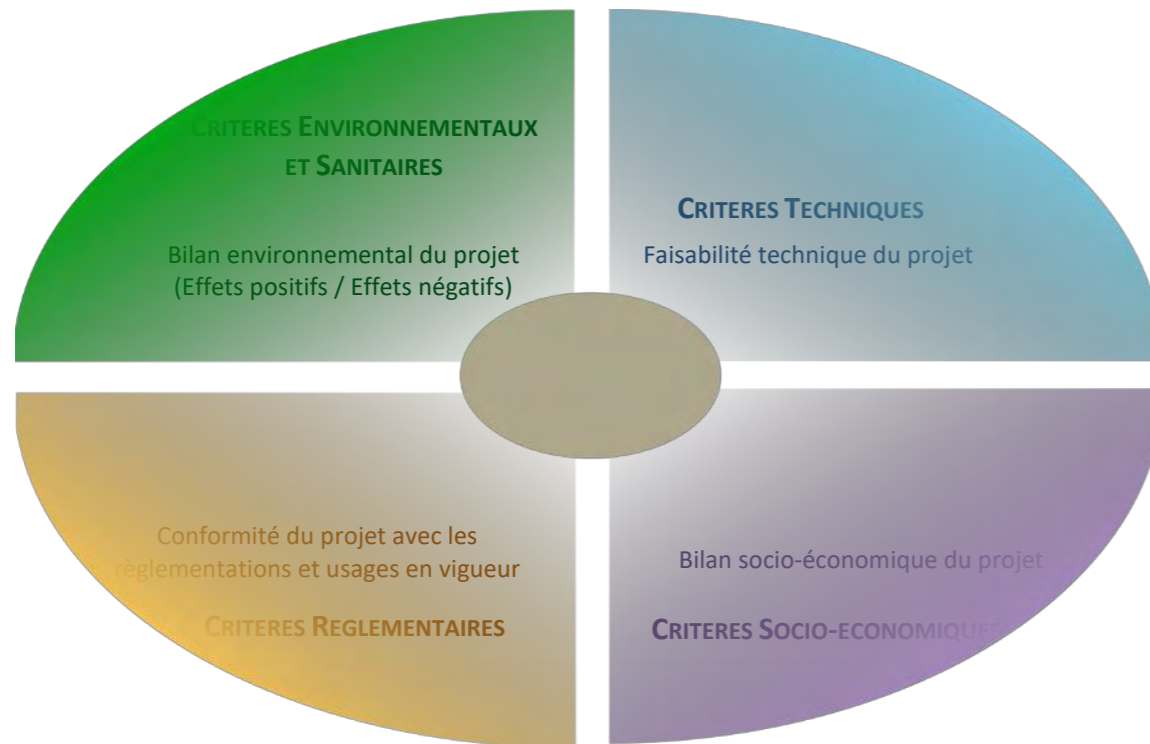 CRITERES ENVIRONNEMENTAUX
ET SANITAIRES
Bilan environnemental du projet
(Effets positifs / Effets négatifs)
CRITERES TECHNIQUES
Faisabilité technique du projet
Conformité du projet avec les
règlementations et usages en vigueur
CRITERES REGLEMENTAIRES
Bilan socio-économique du projet
CRITERES SOCIO-ECONOMIQUES